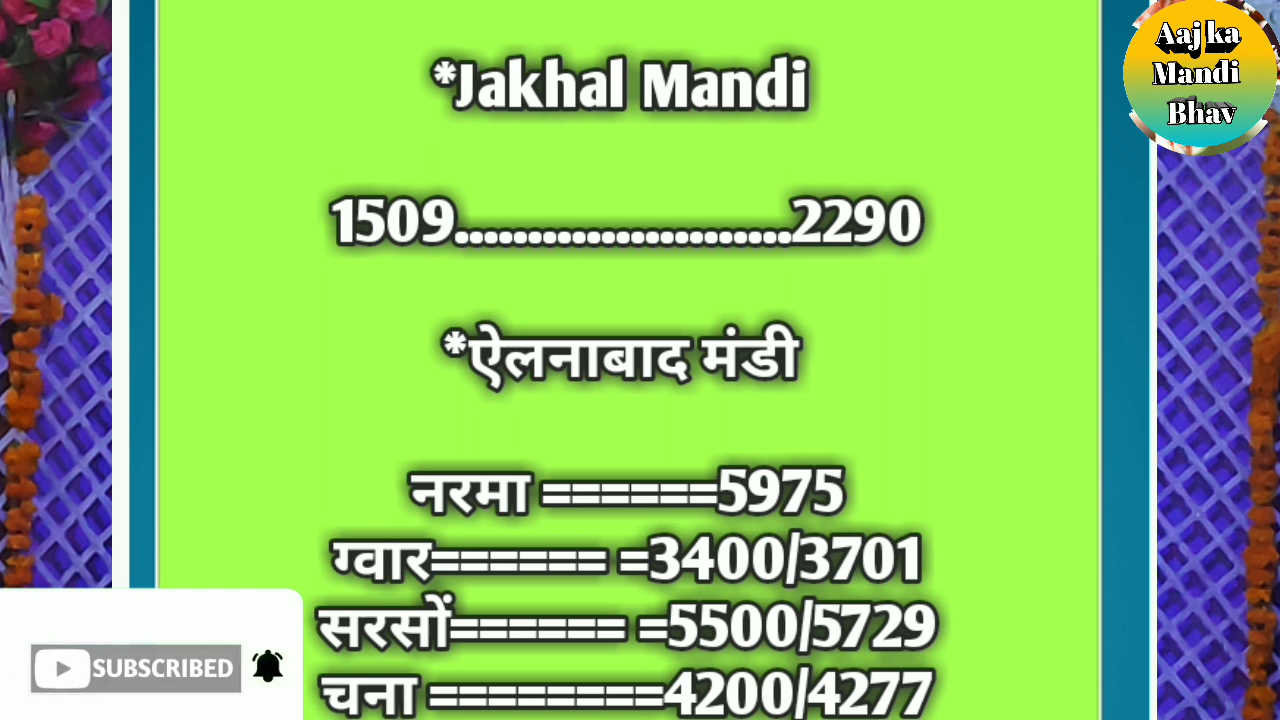 Aaj ka
Mandi
Bhav
*Jakhal Mandi
1509.......................2290
*ऐलनाबाद मंडी
नरमा ======5975
ग्वार====== =3400/3701
सरसों====== =5500/5729
चना ========4200/4277
SUBSCRIBED